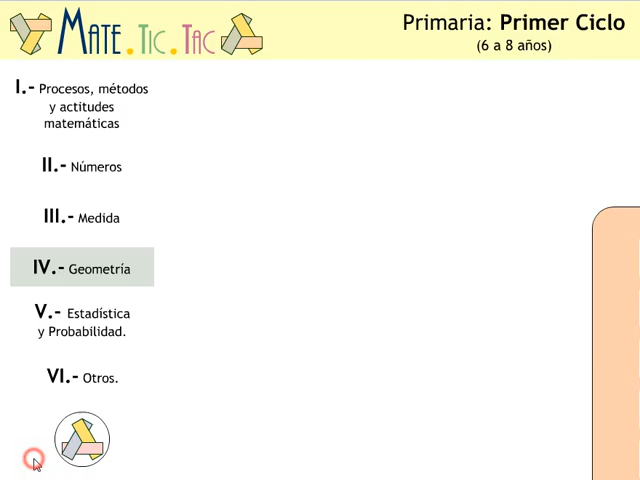 MATE.TIC.TAC
Primaria: Primer Ciclo
(6 a 8 años)
I.- Procesos, métodos
y actitudes
matemáticas
II.- Números
III.- Medida
IV.- Geometría
V.- Estadística
y Probabilidad.
VI.- Otros.